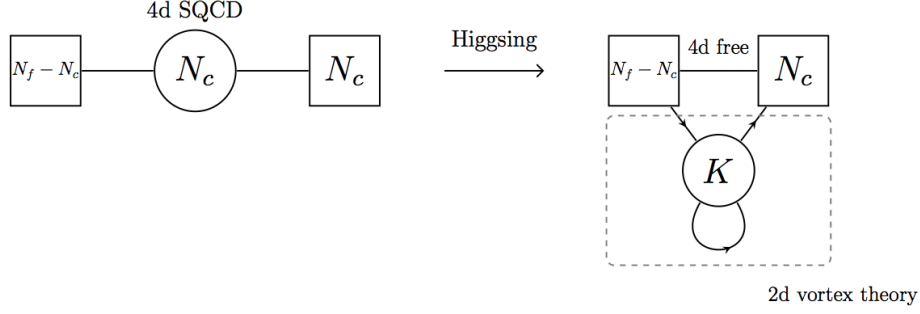 4d SQCD
N_f − N_c
N_c
N_c
Higgsing
N_f − N_c
4d free
N_c
K
2d vortex theory